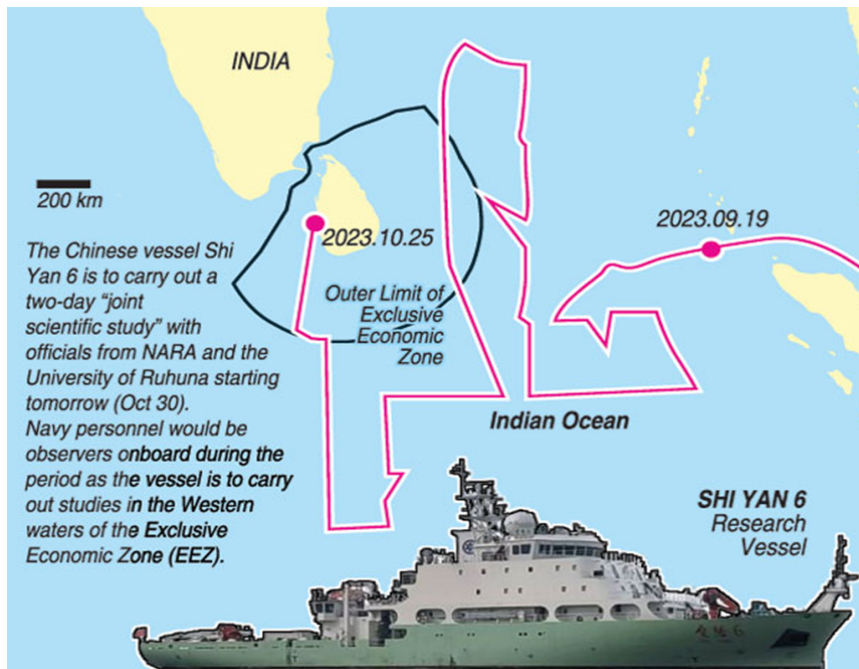 INDIA
200 km
2023.10.25
2023.09.19
The Chinese vessel Shi
Yan 6 is to carry out a
two-day “joint
scientific study” with
officials from NARA and the
University of Ruhuna starting
tomorrow (Oct 30).
Navy personnel would be
observers onboard during the
period as the vessel is to carry
out studies in the Western
waters of the Exclusive
Economic Zone (EEZ).
Outer Limit of
Exclusive
Economic
Zone
Indian Ocean
SHI YAN 6
Research
Vessel